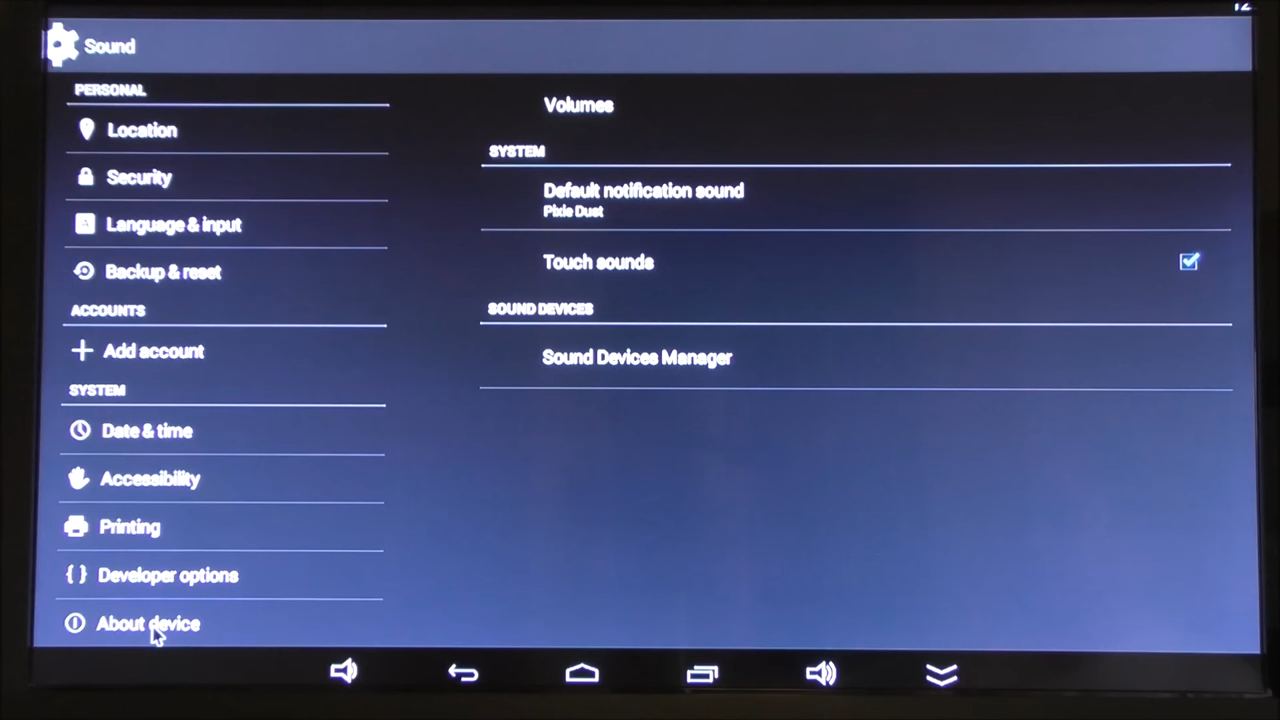 12
Sound
PERSONAL
Location
Security
Language & input
Backup & reset
ACCOUNTS
Add account
SYSTEM
Date & time
Accessibility
Printing
Developer options
About device
Volumes
SYSTEM
Default notification sound
Pixie Dust
Touch sounds
SOUND DEVICES
Sound Devices Manager